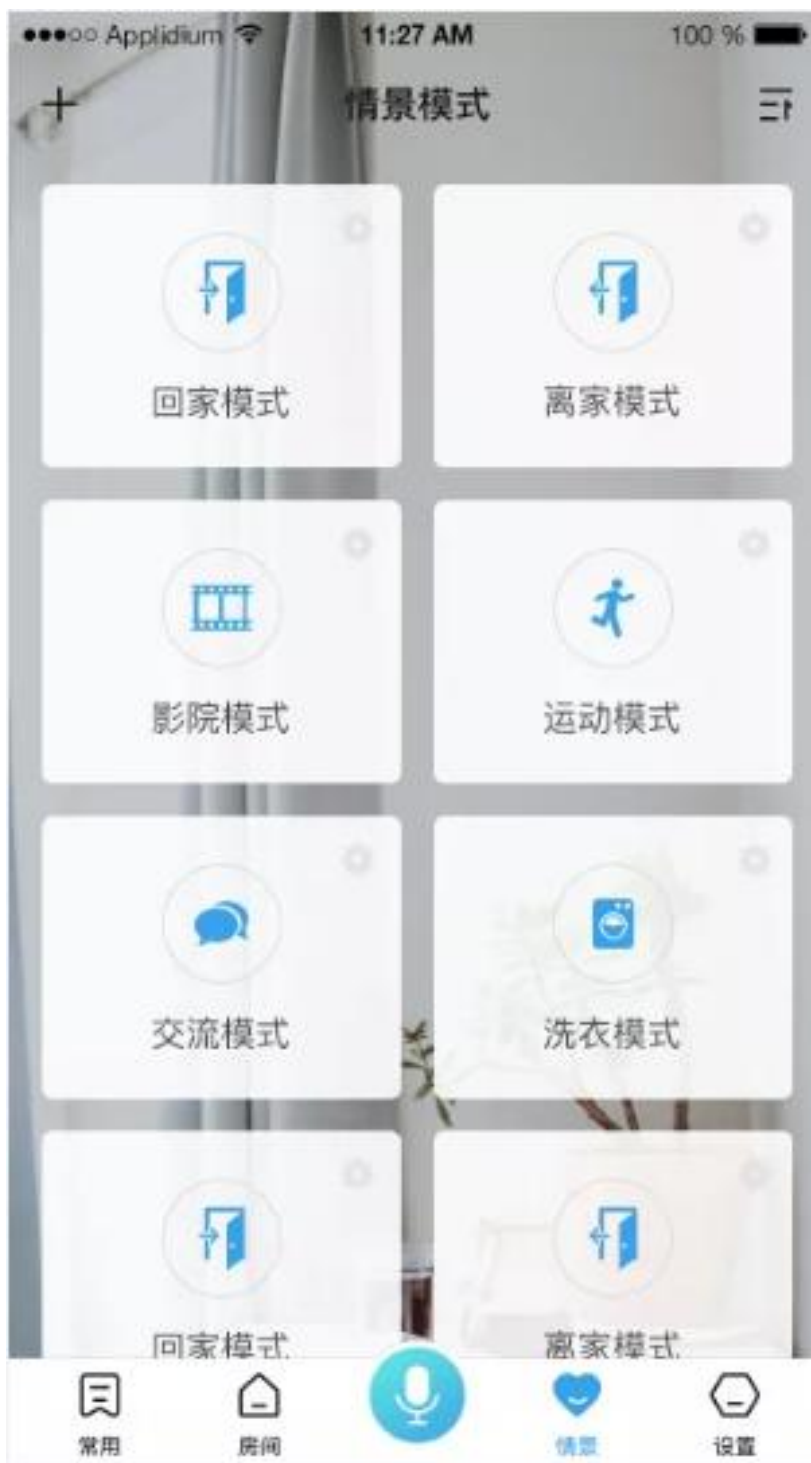 Applidium 11:27 AM 100 %
情景模式
回家模式 离家模式
影院模式 运动模式
交流模式 洗衣模式
回家模式 离家模式
常用 房间 情景 设置